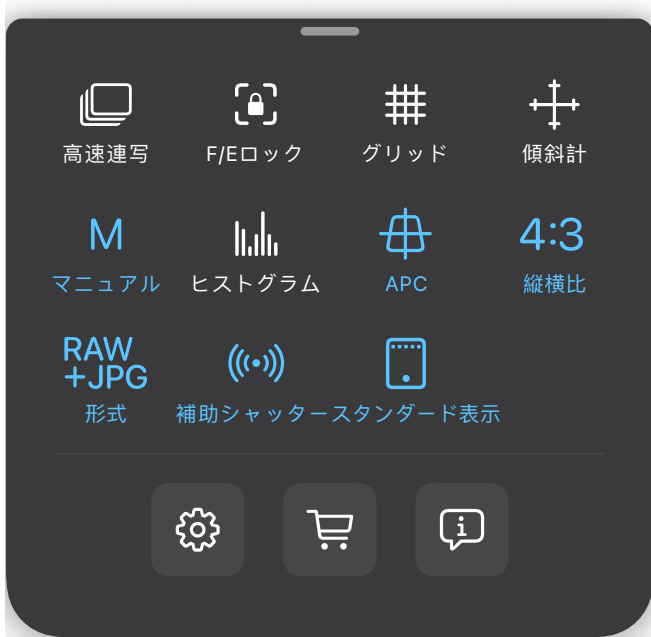 高速連写 F/Eロック グリッド 傾斜計
M 4:3
マニュアル ヒストグラム APC 縦横比
RAW
+JPG
形式 補助シャッター スタンダード表示